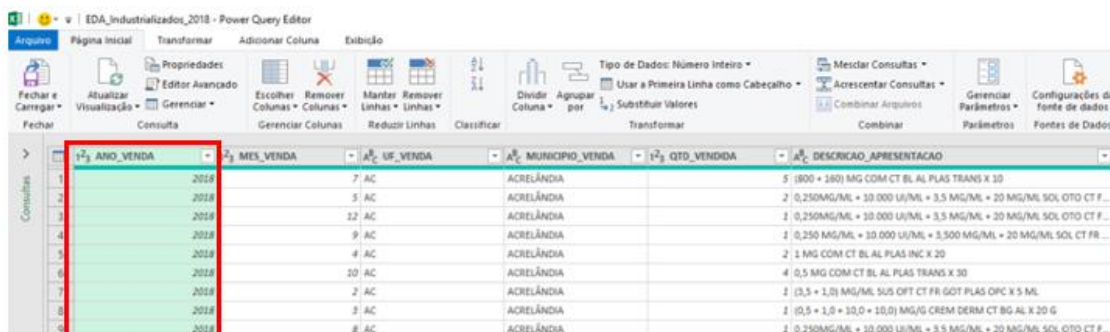 EDA_Industrializados_2018 - Power Query Editor
Arquivo Página Inicial Transformar Adicionar Coluna Exibição
Fechar e Carregar
Fechar
Atualizar Visualização
Propriedades
Editor Avançado
Gerenciar
Consulta
Escolher Colunas
Remover Colunas
Gerenciar Colunas
Manter Linhas
Remover Linhas
Reduzir Linhas
Classificar
Dividir Coluna
Agrupar por
Tipo de Dados: Número Inteiro
Usar a Primeira Linha como Cabeçalho
Substituir Valores
Transformar
Mesclar Consultas
Acrescentar Consultas
Combinar Arquivos
Combinar
Gerenciar Parâmetros
Parâmetros
Configurações da fonte de dados
Fontes de Dados
Consultas
ANO_VENDA MES_VENDA UF_VENDA MUNICIPIO_VENDA QTD_VENDIDA DESCRICAO_APRESENTACAO
1 2018 7 AC ACRELÂNDIA 5 (800 + 160) MG COM CT BL AL PLAS TRANS X 10
2 2018 5 AC ACRELÂNDIA 2 0,250MG/ML + 10.000 UI/ML + 3,5 MG/ML + 20 MG/ML SOL OTO CT F...
3 2018 12 AC ACRELÂNDIA 1 0,250MG/ML + 10.000 UI/ML + 3,5 MG/ML + 20 MG/ML SOL OTO CT F...
4 2018 9 AC ACRELÂNDIA 1 0,250 MG/ML + 10.000 UI/ML + 3,500 MG/ML + 20 MG/ML SOL CT FR ...
5 2018 4 AC ACRELÂNDIA 2 1 MG COM CT BL AL PLAS INC X 20
6 2018 10 AC ACRELÂNDIA 4 0,5 MG COM CT BL AL PLAS TRANS X 30
7 2018 2 AC ACRELÂNDIA 1 (3,5 + 1,0) MG/ML SUS OFT CT FR GOT PLAS OPC X 5 ML
8 2018 3 AC ACRELÂNDIA 1 (0,5 + 1,0 + 10,0 + 10,0) MG/G CREM DERM CT BG AL X 20 G
9 2018 8 AC ACRELÂNDIA 1 0,250MG/ML + 10.000 UI/ML + 3,5 MG/ML + 20 MG/ML SOL OTO CT F...